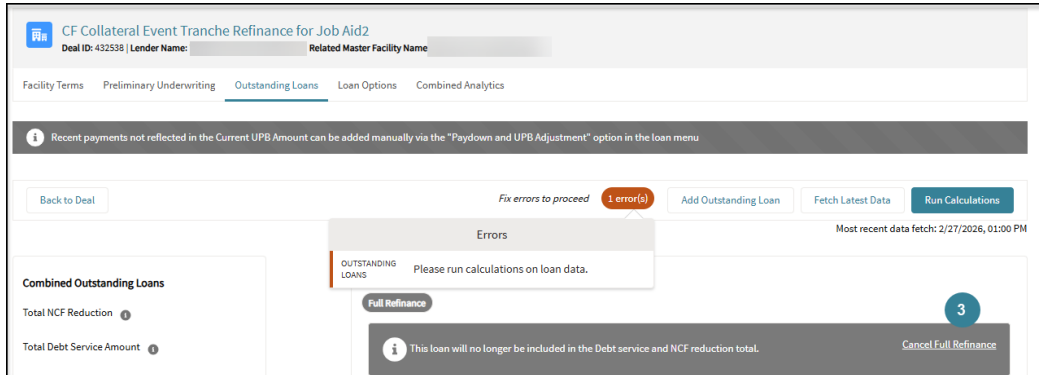 CF Collateral Event Tranche Refinance for Job Aid2
Deal ID: 432538 | Lender Name: Related Master Facility Name
Facility Terms Preliminary Underwriting Outstanding Loans Loan Options Combined Analytics
Recent payments not reflected in the Current UPB Amount can be added manually via the "Paydown and UPB Adjustment" option in the loan menu
Back to Deal Fix errors to proceed 1 error(s) Add Outstanding Loan Fetch Latest Data Run Calculations
Most recent data fetch: 2/27/2026, 01:00 PM
Errors
OUTSTANDING
LOANS
Please run calculations on loan data.
Combined Outstanding Loans
Total NCF Reduction
Total Debt Service Amount
Full Refinance
3
This loan will no longer be included in the Debt service and NCF reduction total.
Cancel Full Refinance